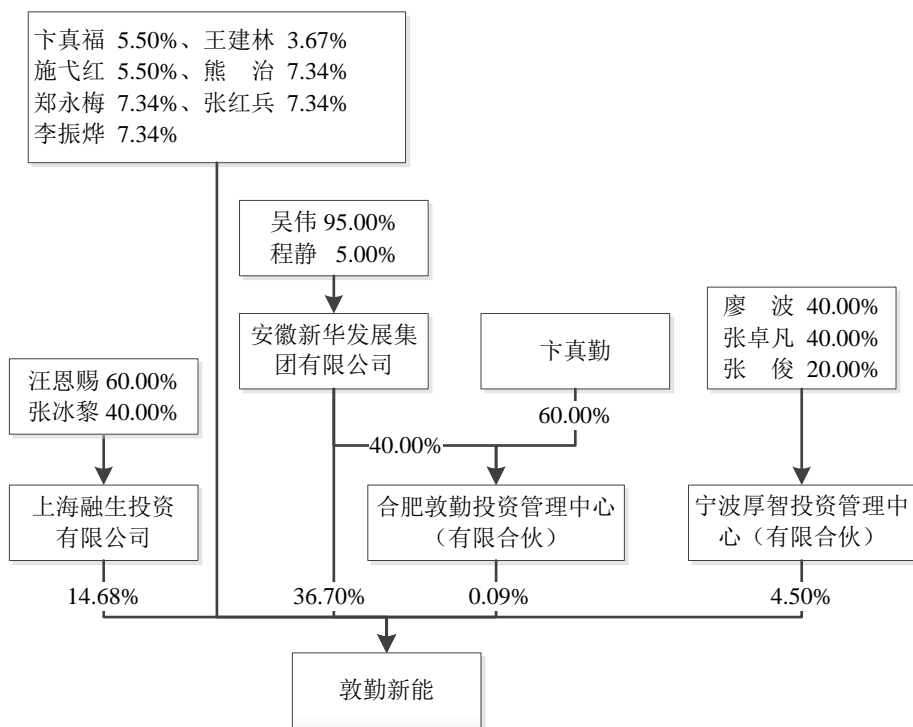 卞真福 5.50%、王建林 3.67%
施弋红 5.50%、熊　治 7.34%
郑永梅 7.34%、张红兵 7.34%
李振烨 7.34%
吴伟 95.00%
程静 5.00%
安徽新华发展集
团有限公司
卞真勤
廖　波 40.00%
张卓凡 40.00%
张　俊 20.00%
汪恩赐 60.00%
张冰黎 40.00%
60.00%
40.00%
上海融生投资
有限公司
合肥敦勤投资管理中心
（有限合伙）
宁波厚智投资管理中
心（有限合伙）
14.68%
36.70%
0.09%
4.50%
敦勤新能